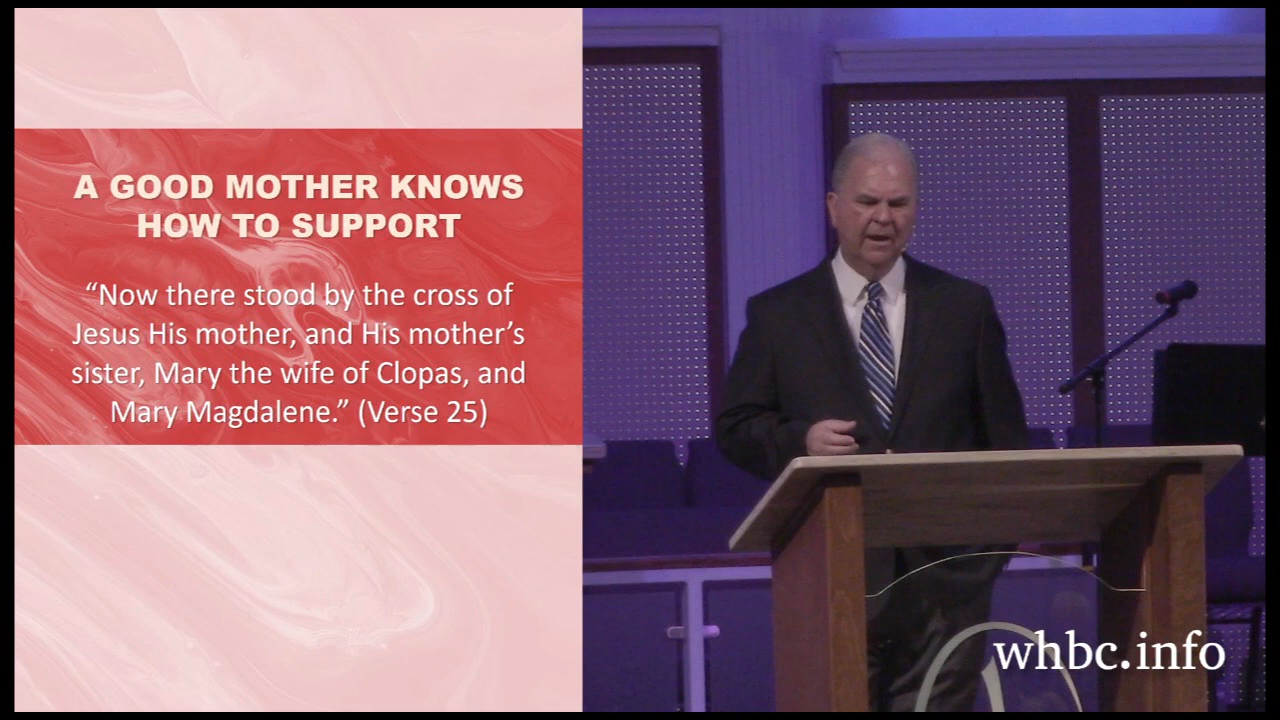 A GOOD MOTHER KNOWS
HOW TO SUPPORT
“Now there stood by the cross of
Jesus His mother, and His mother’s
sister, Mary the wife of Clopas, and
Mary Magdalene.” (Verse 25)
whbc.info